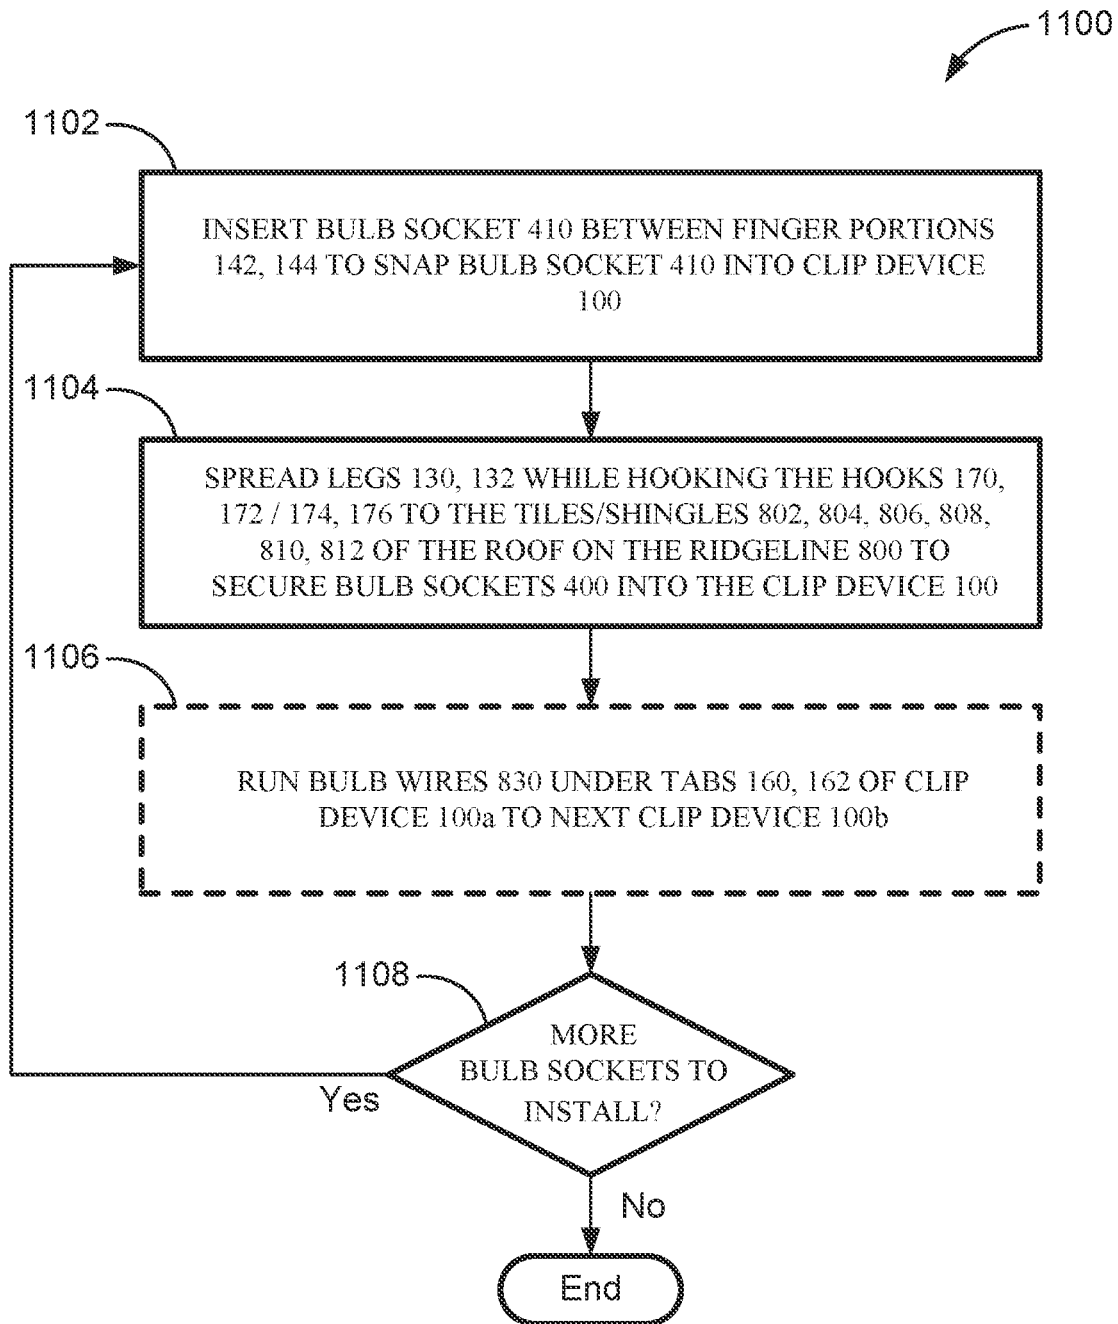 1100
1102
INSERT BULB SOCKET 410 BETWEEN FINGER PORTIONS
142, 144 TO SNAP BULB SOCKET 410 INTO CLIP DEVICE
100
1104
SPREAD LEGS 130, 132 WHILE HOOKING THE HOOKS 170,
172 / 174, 176 TO THE TILES/SHINGLES 802, 804, 806, 808,
810, 812 OF THE ROOF ON THE RIDGELINE 800 TO
SECURE BULB SOCKETS 400 INTO THE CLIP DEVICE 100
1106
RUN BULB WIRES 830 UNDER TABS 160, 162 OF CLIP
DEVICE 100a TO NEXT CLIP DEVICE 100b
1108
MORE
BULB SOCKETS TO
INSTALL?
Yes
No
End